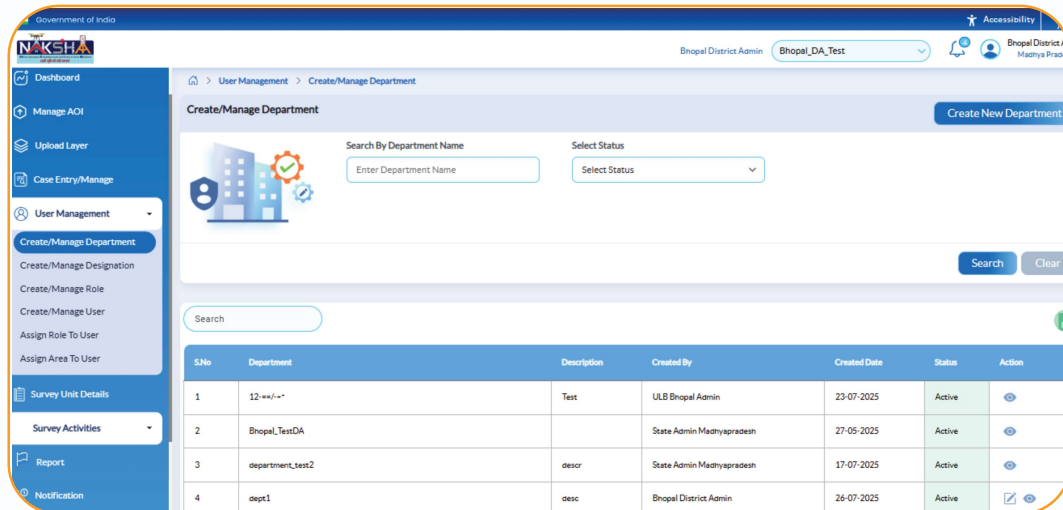 Government of India
Accessibility
NAKSHA
Bhopal District Admin
Bhopal_DA_Test
Bhopal District
Madhya
Dashboard
Manage AOI
Upload Layer
Case Entry/Manage
User Management
Create/Manage Department
Create/Manage Designation
Create/Manage Role
Create/Manage User
Assign Role To User
Assign Area To User
Survey Unit Details
Survey Activities
Report
Notification
User Management > Create/Manage Department
Create/Manage Department
Create New Department
Search By Department Name
Enter Department Name
Select Status
Select Status
Search
Clear
Search
S.No Department Description Created By Created Date Status Action
1 12-==/-=* Test ULB Bhopal Admin 23-07-2025 Active
2 Bhopal_TestDA State Admin Madhyapradesh 27-05-2025 Active
3 department_test2 descr State Admin Madhyapradesh 17-07-2025 Active
4 dept1 desc Bhopal District Admin 26-07-2025 Active